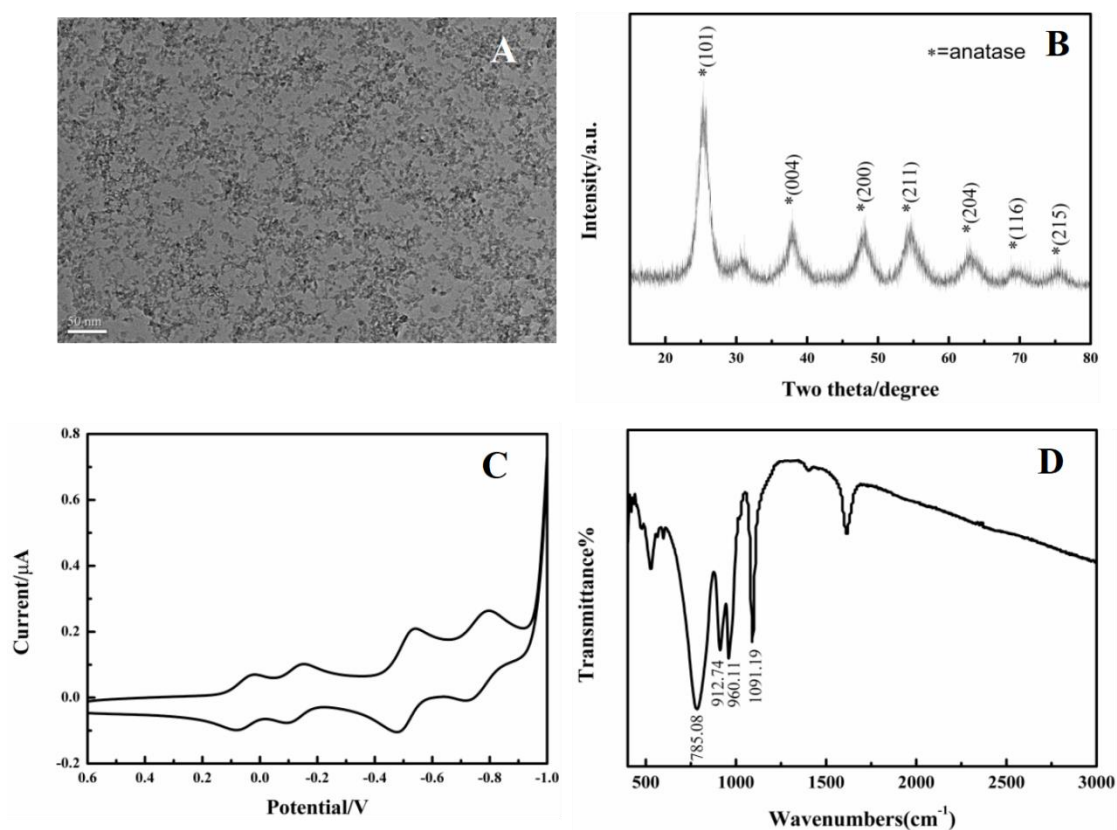 A
50 nm
B
*=anatase
*(101)
*(004)
*(200)
*(211)
*(204)
*(116)
*(215)
Intensity/a.u.
20 30 40 50 60 70 80
Two theta/degree
C
0.8
0.6
0.4
0.2
0.0
-0.2
Current/μA
0.6 0.4 0.2 0.0 -0.2 -0.4 -0.6 -0.8 -1.0
Potential/V
D
Transmittance%
785.08
912.74
960.11
1091.19
500 1000 1500 2000 2500 3000
Wavenumbers(cm⁻¹)